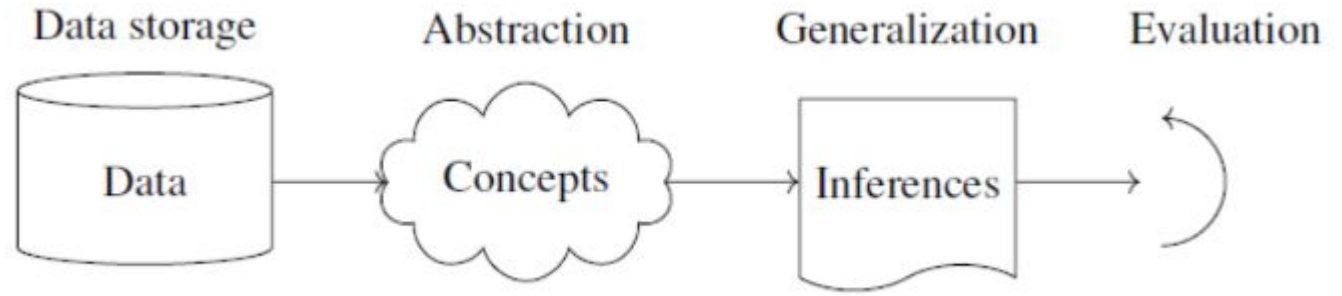 Data storage Abstraction Generalization Evaluation
Data Concepts Inferences